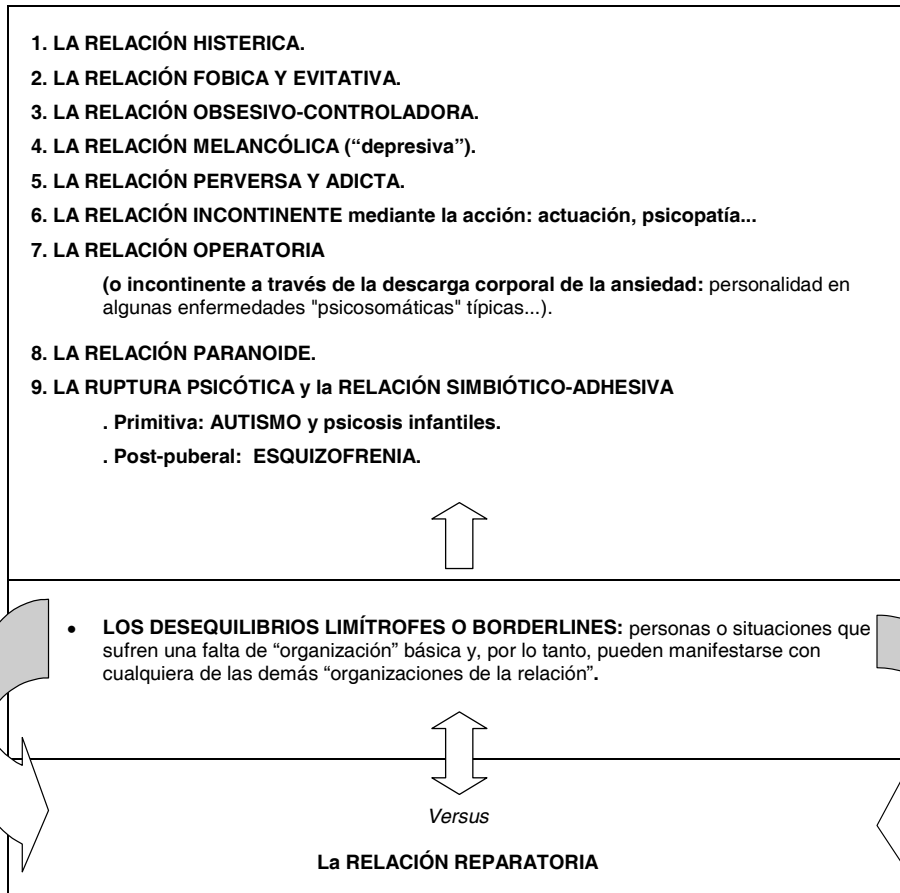 1. LA RELACIÓN HISTERICA.
2. LA RELACIÓN FOBICA Y EVITATIVA.
3. LA RELACIÓN OBSESIVO-CONTROLADORA.
4. LA RELACIÓN MELANCÓLICA (“depresiva”).
5. LA RELACIÓN PERVERSA Y ADICTA.
6. LA RELACIÓN INCONTINENTE mediante la acción: actuación, psicopatía...
7. LA RELACIÓN OPERATORIA
(o incontinente a través de la descarga corporal de la ansiedad: personalidad en
algunas enfermedades "psicosomáticas" típicas...).
8. LA RELACIÓN PARANOIDE.
9. LA RUPTURA PSICÓTICA y la RELACIÓN SIMBIÓTICO-ADHESIVA
. Primitiva: AUTISMO y psicosis infantiles.
. Post-puberal: ESQUIZOFRENIA.
• LOS DESEQUILIBRIOS LIMÍTROFES O BORDERLINES: personas o situaciones que
sufren una falta de “organización” básica y, por lo tanto, pueden manifestarse con
cualquiera de las demás “organizaciones de la relación”.
Versus
La RELACIÓN REPARATORIA